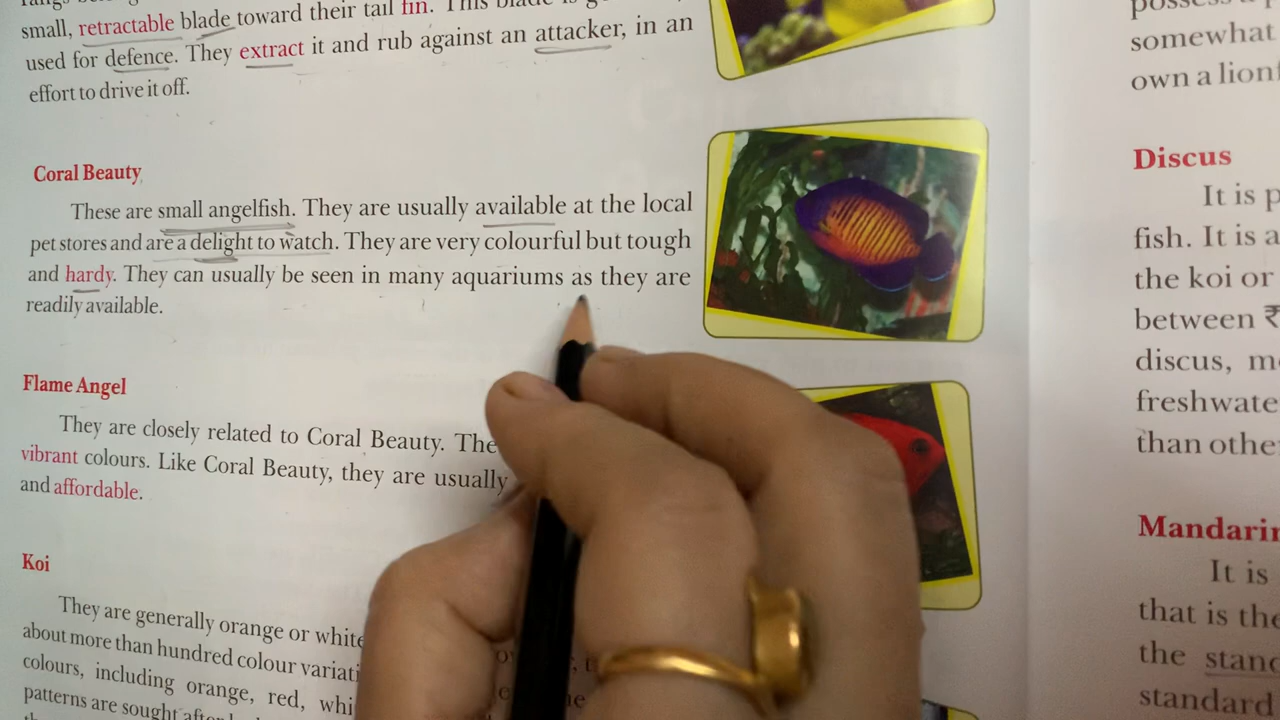 small, retractable blade toward their tail fin. This blade is
used for defence. They extract it and rub against an attacker, in an
effort to drive it off.
Coral Beauty
These are small angelfish. They are usually available at the local
pet stores and are a delight to watch. They are very colourful but tough
and hardy. They can usually be seen in many aquariums as they are
readily available.
Flame Angel
They are closely related to Coral Beauty. The
vibrant colours. Like Coral Beauty, they are usually
and affordable.
Koi
They are generally orange or white
about more than hundred colour variati
colours, including orange, red, whi
patterns are sought after
possess a p
somewhat
own a lionf
Discus
It is p
fish. It is a
the koi or
between ₹
discus, m
freshwate
than othe
Mandarin
It is
that is the
the stand
standard